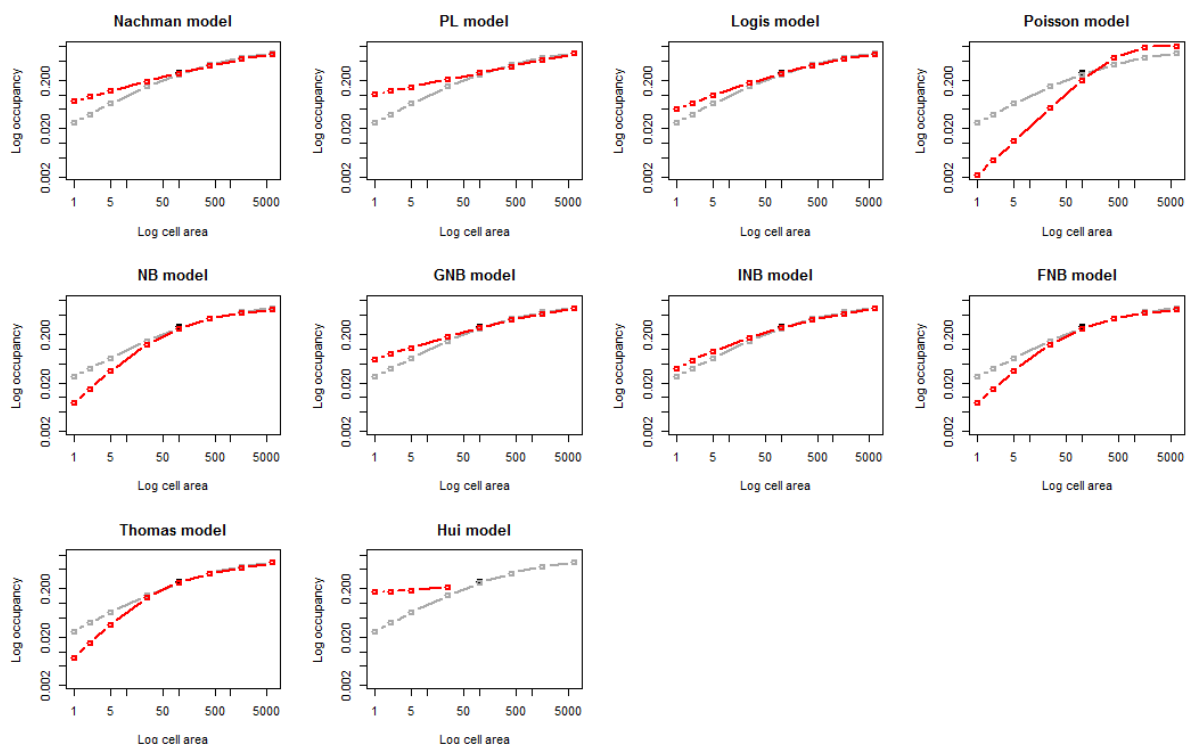 Nachman model
PL model
Logis model
Poisson model
Log occupancy
0.002 0.020 0.200
1 5 50 500 5000
Log cell area
Log occupancy
0.002 0.020 0.200
1 5 50 500 5000
Log cell area
Log occupancy
0.002 0.020 0.200
1 5 50 500 5000
Log cell area
Log occupancy
0.002 0.020 0.200
1 5 50 500 5000
Log cell area
NB model
GNB model
INB model
FNB model
Log occupancy
0.002 0.020 0.200
1 5 50 500 5000
Log cell area
Log occupancy
0.002 0.020 0.200
1 5 50 500 5000
Log cell area
Log occupancy
0.002 0.020 0.200
1 5 50 500 5000
Log cell area
Log occupancy
0.002 0.020 0.200
1 5 50 500 5000
Log cell area
Thomas model
Hui model
Log occupancy
0.002 0.020 0.200
1 5 50 500 5000
Log cell area
Log occupancy
0.002 0.020 0.200
1 5 50 500 5000
Log cell area